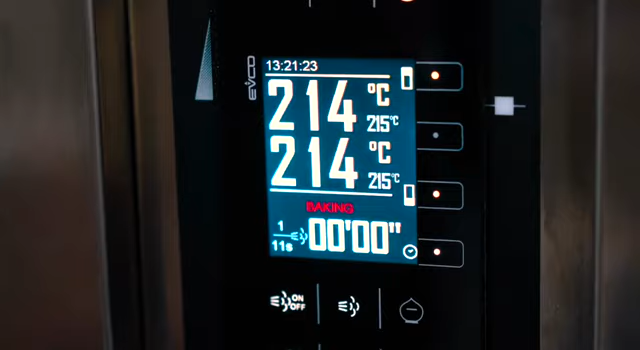 EVCO
13:21:23
214 °C
215°C
214 °C
215°C
BAKING
1
11s
00'00"
ON
OFF